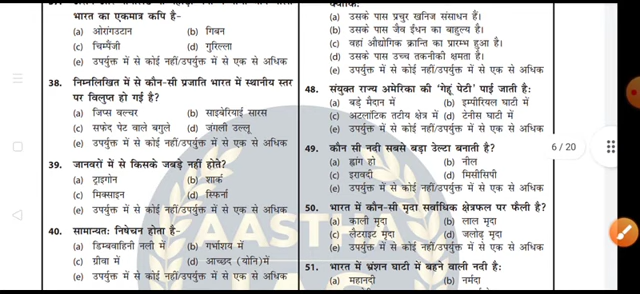 भारत का एकमात्र कपि है-
(a) ओरांगउटान (b) गिबन
(c) चिम्पैंजी (d) गुरिल्ला
(e) उपर्युक्त में से कोई नहीं/उपर्युक्त में से एक से अधिक
38. निम्नलिखित में से कौन-सी प्रजाति भारत में स्थानीय स्तर
पर विलुप्त हो गई है?
(a) जिप्स वल्चर (b) साइबेरियाई सारस
(c) सफेद पेट वाले बगुले (d) जंगली उल्लू
(e) उपर्युक्त में से कोई नहीं/उपर्युक्त में से एक से अधिक
39. जानवरों में से किसके जबड़े नहीं होते?
(a) ट्राइगोन (b) शार्क
(c) मिक्साइन (d) स्फिर्ना
(e) उपर्युक्त में से कोई नहीं/उपर्युक्त में से एक से अधिक
40. सामान्यतः निषेचन होता है-
(a) डिम्बवाहिनी नली में (b) गर्भाशय में
(c) ग्रीवा में (d) आच्छद (योनि)में
(e) उपर्युक्त में से कोई नहीं/उपर्युक्त में से एक से अधिक
क्योंकि:
(a) उसके पास प्रचुर खनिज संसाधन हैं।
(b) उसके पास जैव ईंधन का बाहुल्य है।
(c) वहां औद्योगिक क्रान्ति का प्रारम्भ हुआ है।
(d) उसके पास उच्च तकनीकी क्षमता है।
(e) उपर्युक्त में से कोई नहीं/उपर्युक्त में से एक से अधिक
48. संयुक्त राज्य अमेरिका की 'गेहूं पेटी' पाई जाती है:
(a) बड़े मैदान में (b) इम्पीरियल घाटी में
(c) अटलांटिक तटीय क्षेत्र में (d) टेनीस घाटी में
(e) उपर्युक्त में से कोई नहीं/उपर्युक्त में से एक से अधिक
49. कौन सी नदी सबसे बड़ा डेल्टा बनाती है?
(a) ह्वांग हो (b) नील
(c) इरावदी (d) मिसीसिपी
(e) उपर्युक्त में से कोई नहीं/उपर्युक्त में से एक से अधिक
50. भारत में कौन-सी मृदा सर्वाधिक क्षेत्रफल पर फैली है?
(a) काली मृदा (b) लाल मृदा
(c) लैटराइट मृदा (d) जलोढ़ मृदा
(e) उपर्युक्त में से कोई नहीं/उपर्युक्त में से एक से अधिक
51. भारत में भ्रंशन घाटी में बहने वाली नदी है:
(a) महानदी (b) नर्मदा
6 / 20
AASTH
IAS